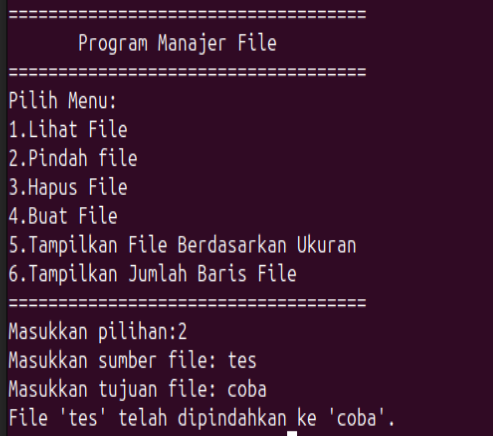 ====================================
Program Manajer File
====================================
Pilih Menu:
1.Lihat File
2.Pindah file
3.Hapus File
4.Buat File
5.Tampilkan File Berdasarkan Ukuran
6.Tampilkan Jumlah Baris File
====================================
Masukkan pilihan:2
Masukkan sumber file: tes
Masukkan tujuan file: coba
File 'tes' telah dipindahkan ke 'coba'.